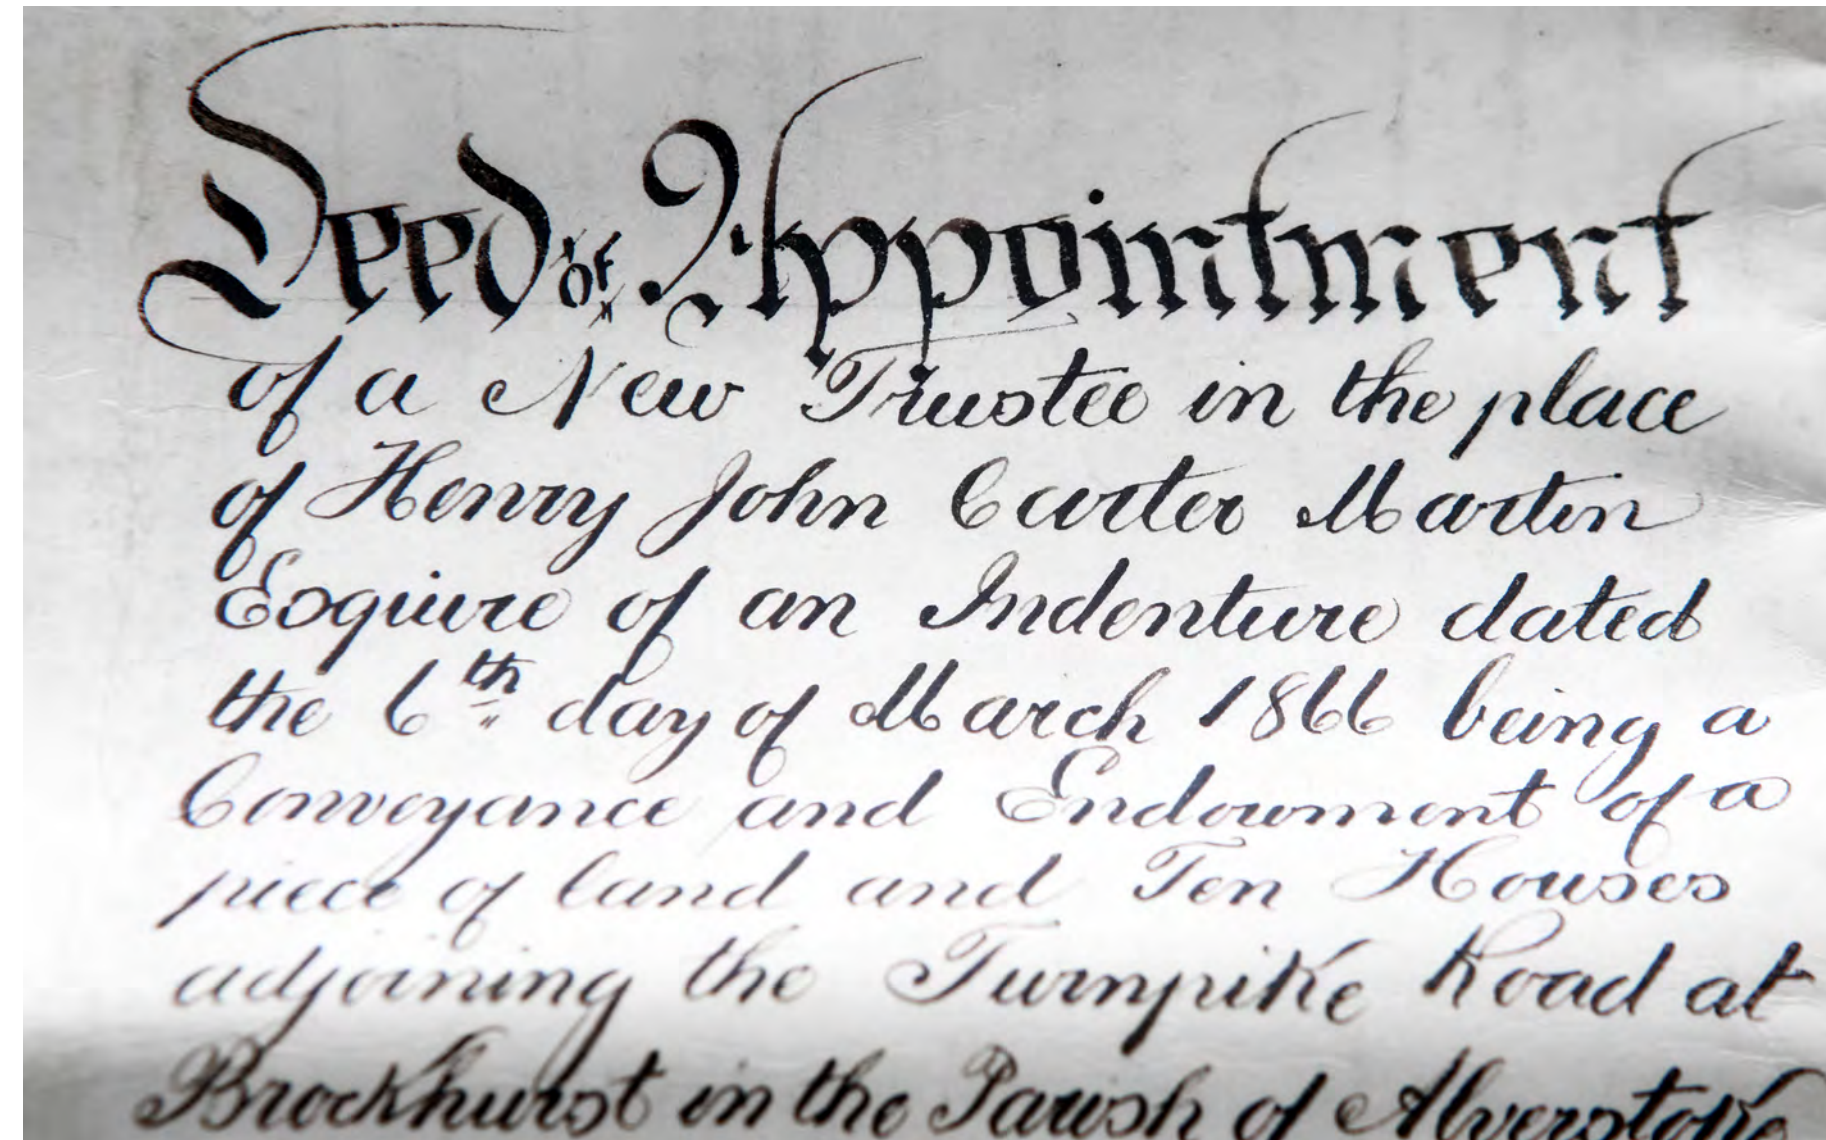 Deed of Appointment
of a New Trustee in the place
of Henry John Carter Martin
Esquire of an Indenture dated
the 6th day of March 1866 being a
Conveyance and Endowment of a
piece of land and Ten Houses
adjoining the Turnpike Road at
Brockhurst in the Parish of Alverstoke